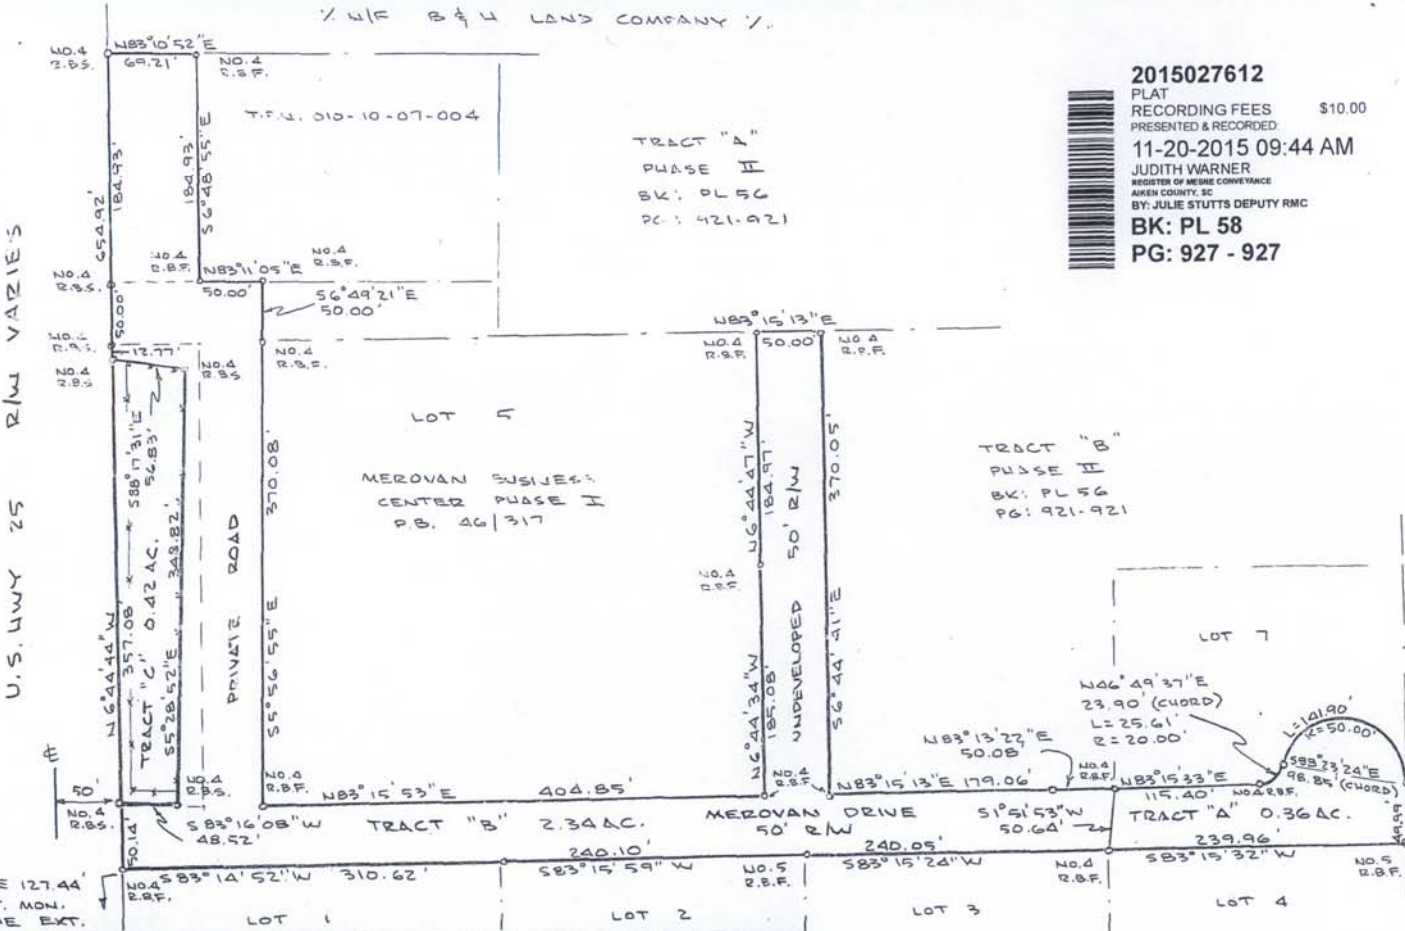 % N/F B & H LAND COMPANY %
2015027612
PLAT
RECORDING FEES $10.00
PRESENTED & RECORDED:
11-20-2015 09:44 AM
JUDITH WARNER
REGISTER OF MESNE CONVEYANCE
AIKEN COUNTY, SC
BY: JULIE STUTTS DEPUTY RMC
BK: PL 58
PG: 927 - 927
N83°10'52"E
69.21'
NO.4
R.B.S.
NO.4
R.B.F.
184.93'
654.92'
184.93'
S6°48'55"E
T.P.N. 010-10-07-004
TRACT "A"
PHASE II
BK: PL 56
PG: 921-921
NO.4
R.B.S.
NO.4
R.B.F.
N83°11'05"E
50.00'
NO.4
R.B.F.
S6°49'21"E
50.00'
50.00'
R.B.S.
12.77'
NO.4
R.B.S.
NO.4
R.B.S.
NO.4
R.B.F.
U.S. HWY 25 R/W VARIES
N83°15'13"E
50.00'
NO.4
R.B.F.
NO.4
R.B.F.
LOT 5
MEROVAN BUSINESS
CENTER PHASE I
P.B. 46/317
TRACT "B"
PHASE II
BK: PL 56
PG: 921-921
S88°17'31"E
56.83'
N6°44'44"W
357.08'
TRACT "C" 0.42 AC.
S5°28'52"E 343.82'
PRIVATE ROAD
370.08'
S5°56'55"E
N6°44'47"W
184.97'
NO.4
R.B.F.
N6°44'34"W
185.08'
UNDEVELOPED 50' R/W
370.05'
S6°44'41"E
LOT 7
N46°49'37"E
23.90' (CHORD)
L=25.61'
R=20.00'
L=141.90'
R=50.00'
98.85' (CHORD)
N83°13'22"E
50.08'
50'
NO.4
R.B.S.
NO.4
R.B.S.
NO.4
R.B.F.
N83°15'53"E 404.85'
NO.4
R.B.F.
N83°15'13"E 179.06'
NO.4
R.B.F.
N83°15'33"E
115.40'
NO.4 R.B.F.
S83°16'08"W
48.52'
TRACT "B" 2.34 AC.
MEROVAN DRIVE
50' R/W
S1°51'53"W
50.64'
TRACT "A" 0.36 AC.
49.99'
50.14'
S83°14'52"W 310.62'
240.10'
S83°15'59"W
240.05'
S83°15'24"W
239.96'
S83°15'32"W
E 127.44'
MON.
EXT.
NO.4
R.B.F.
NO.5
R.B.F.
NO.4
R.B.F.
NO.5
R.B.F.
LOT 1
LOT 2
LOT 3
LOT 4